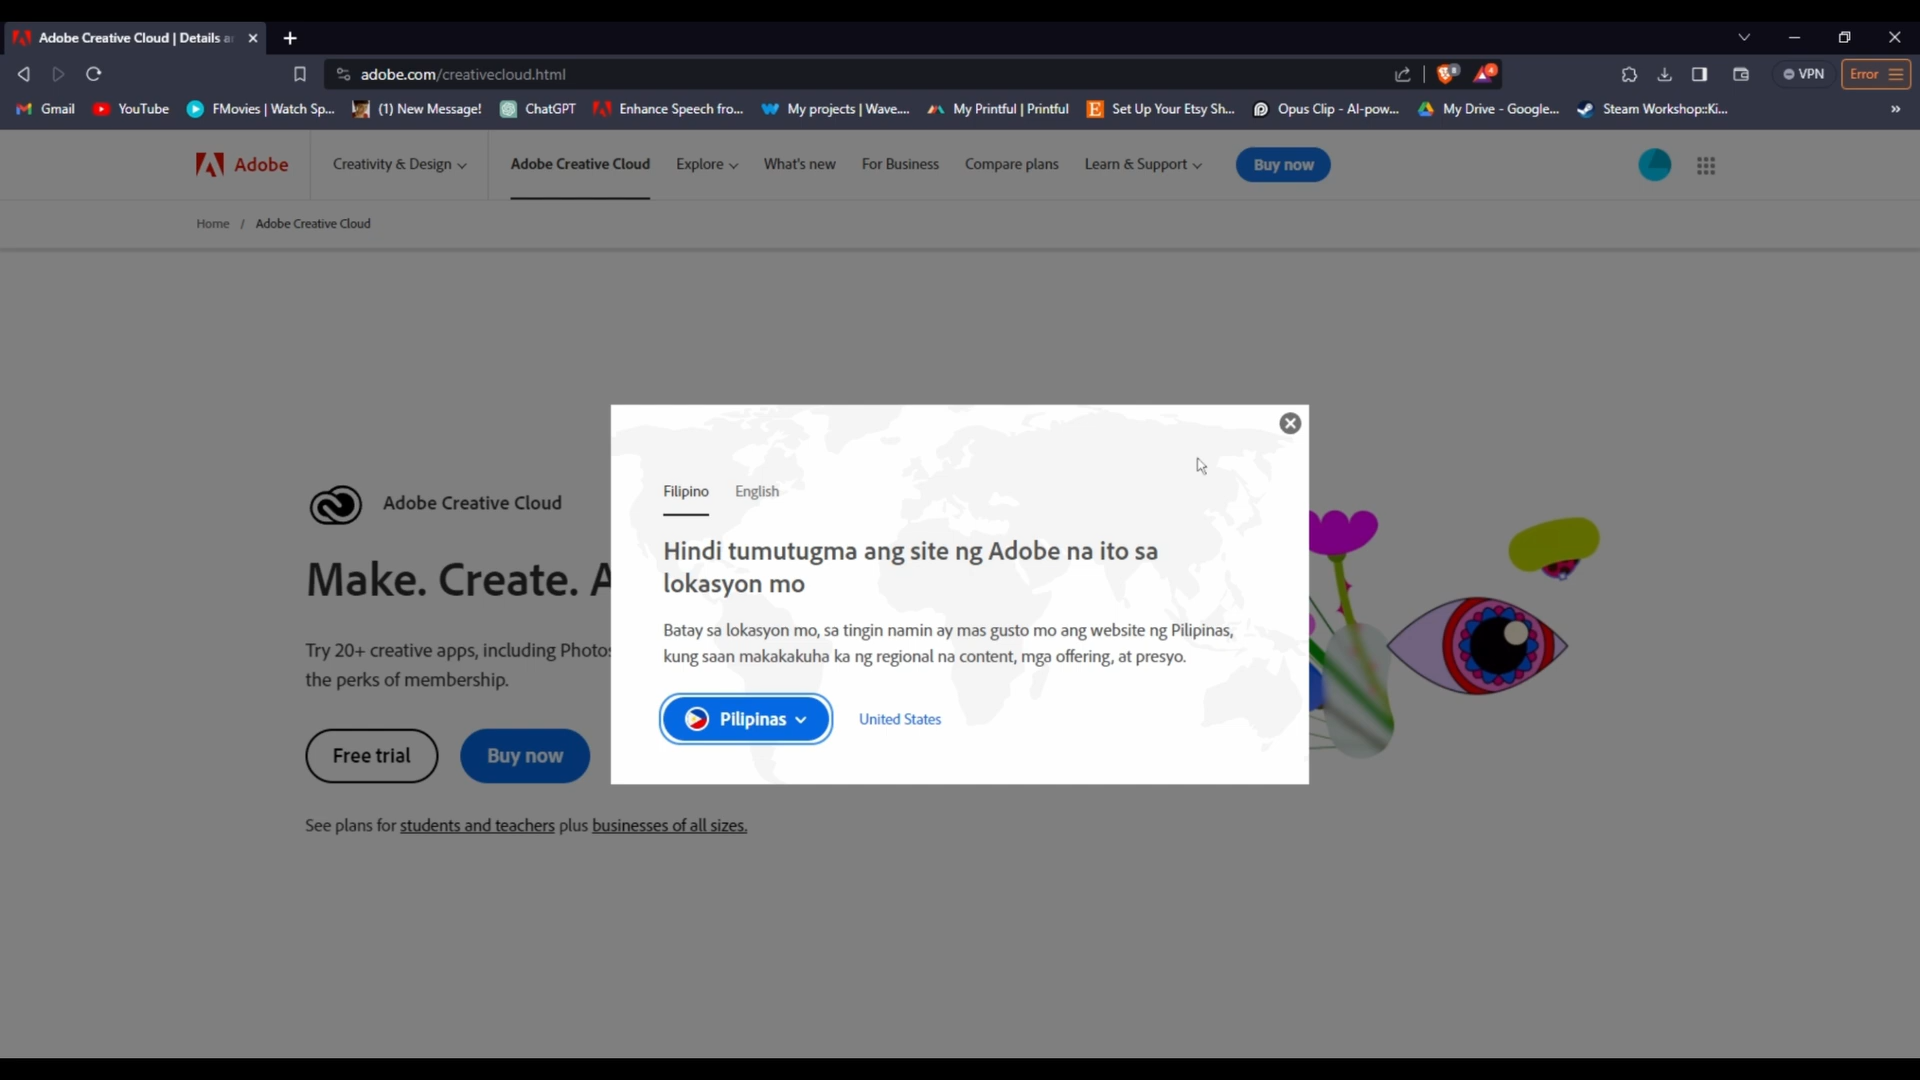 Adobe Creative Cloud | Details a
adobe.com/creativecloud.html
VPN
Error
Gmail
YouTube
FMovies | Watch Sp...
(1) New Message!
ChatGPT
Enhance Speech fro...
My projects | Wave....
My Printful | Printful
Set Up Your Etsy Sh...
Opus Clip - AI-pow...
My Drive - Google...
Steam Workshop::Ki...
Adobe
Creativity & Design
Adobe Creative Cloud
Explore
What's new
For Business
Compare plans
Learn & Support
Buy now
Home / Adobe Creative Cloud
Adobe Creative Cloud
Make. Create. A
Try 20+ creative apps, including Photos
the perks of membership.
Free trial
Buy now
See plans for students and teachers plus businesses of all sizes.
Filipino
English
Hindi tumutugma ang site ng Adobe na ito sa
lokasyon mo
Batay sa lokasyon mo, sa tingin namin ay mas gusto mo ang website ng Pilipinas,
kung saan makakakuha ka ng regional na content, mga offering, at presyo.
Pilipinas
United States